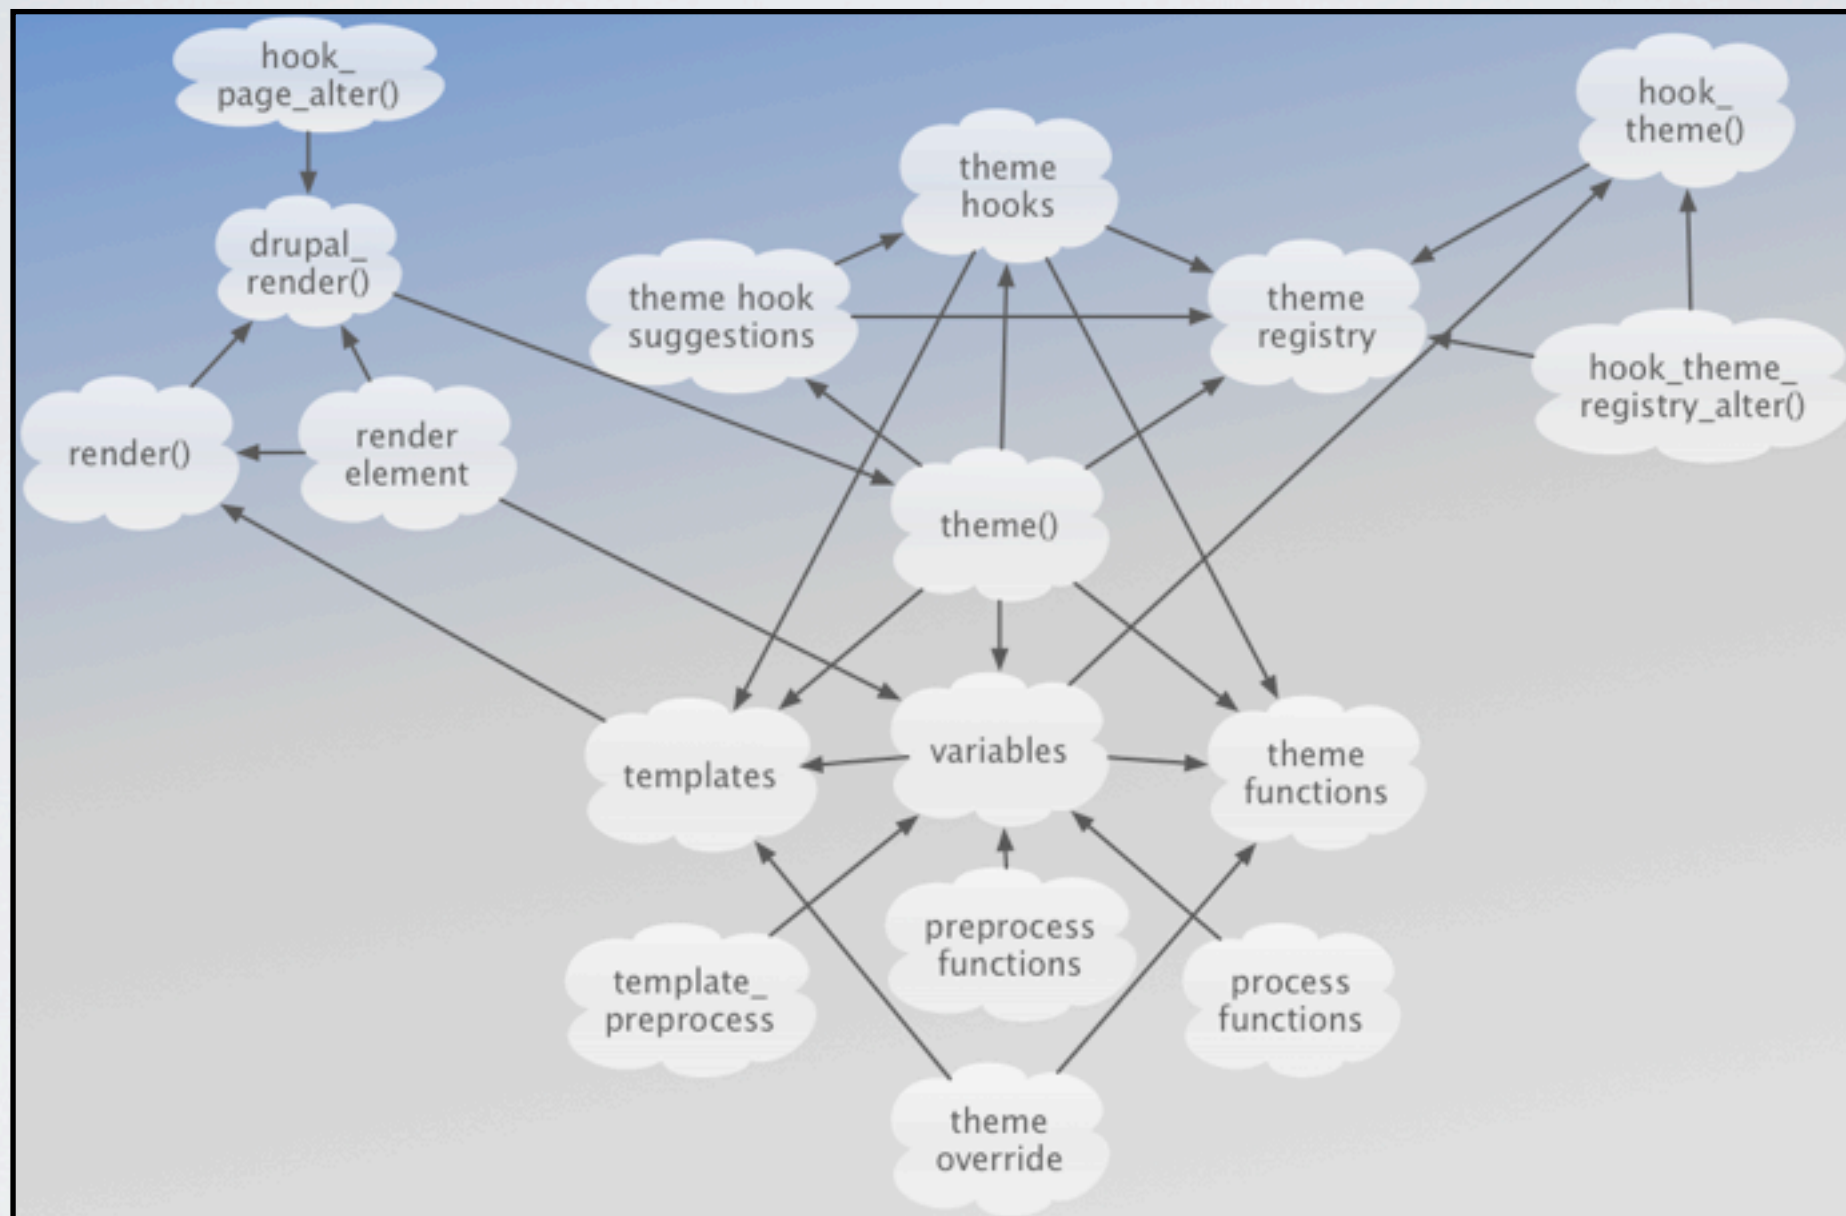 hook_
page_alter()
hook_
theme()
theme
hooks
drupal_
render()
theme hook
suggestions
theme
registry
hook_theme_
registry_alter()
render()
render
element
theme()
templates
variables
theme
functions
preprocess
functions
template_
preprocess
process
functions
theme
override